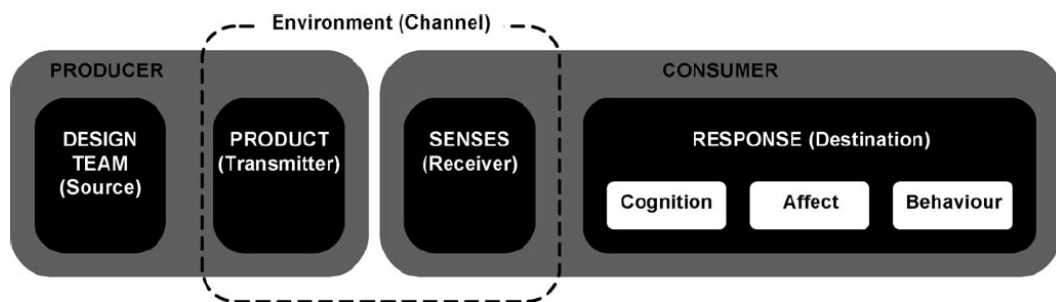 Environment (Channel)
PRODUCER
CONSUMER
DESIGN
TEAM
(Source)
PRODUCT
(Transmitter)
SENSES
(Receiver)
RESPONSE (Destination)
Cognition
Affect
Behaviour